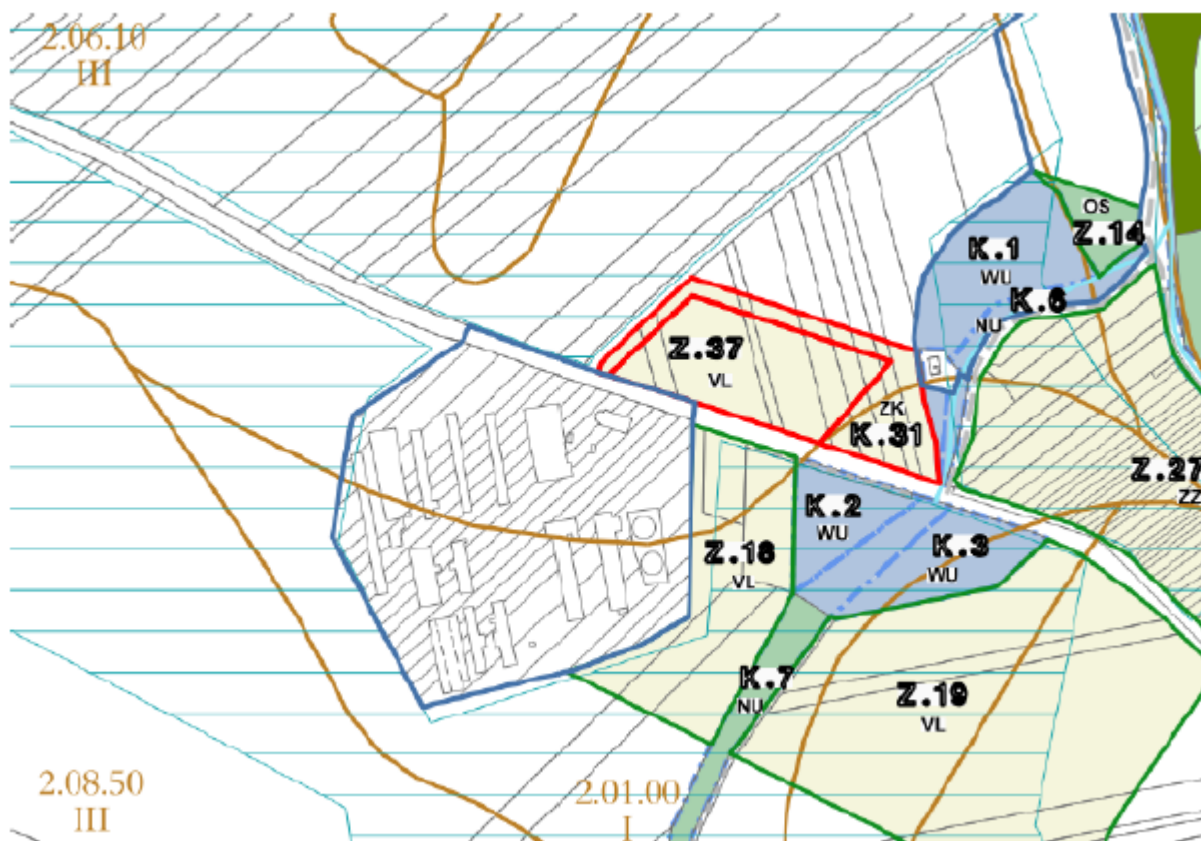 2.06.10
III
OS
Z.14
K.1
WU
K.6
NU
Z.37
VL
G
ZK
K.31
Z.27
ZZ
K.2
WU
K.3
WU
Z.18
VL
K.7
NU
Z.19
VL
2.08.50
III
2.01.00
I